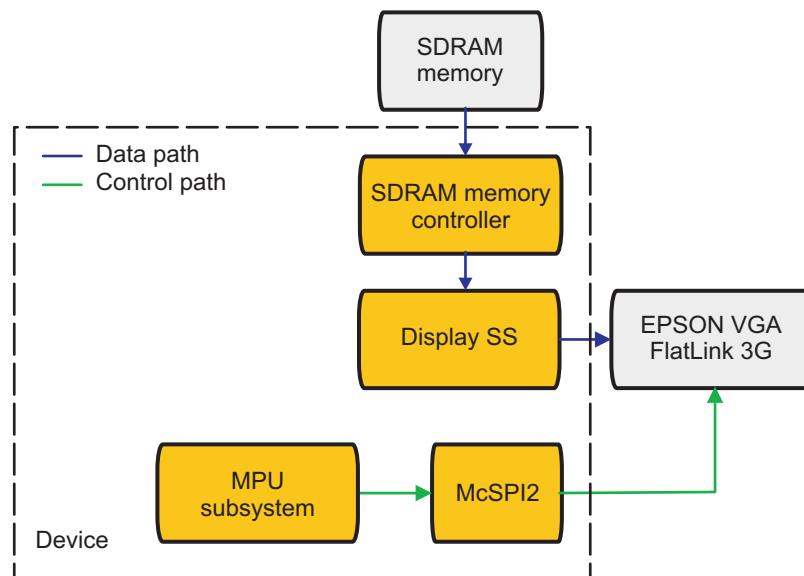 SDRAM
memory
Data path
Control path
SDRAM memory
controller
Display SS
EPSON VGA
FlatLink 3G
MPU
subsystem
McSPI2
Device